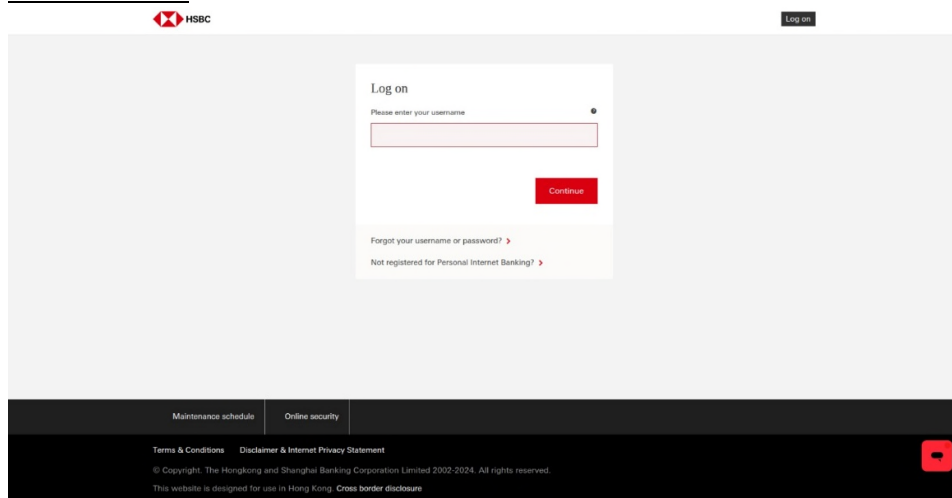 HSBC
Log on
Log on
Please enter your username
Continue
Forgot your username or password?
Not registered for Personal Internet Banking?
Maintenance schedule
Online security
Terms & Conditions Disclaimer & Internet Privacy Statement
© Copyright. The Hongkong and Shanghai Banking Corporation Limited 2002-2024. All rights reserved.
This website is designed for use in Hong Kong. Cross border disclosure